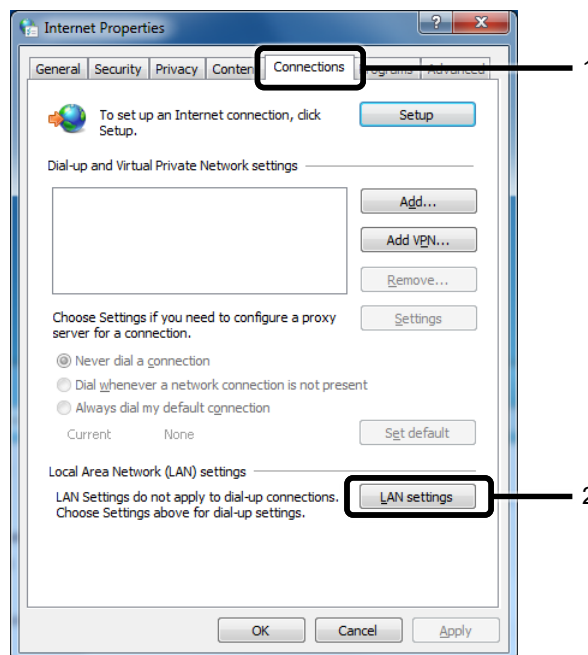 Internet Properties
General Security Privacy Conten Connections Programs Advanced
1
To set up an Internet connection, click
Setup.
Setup
Dial-up and Virtual Private Network settings
Add...
Add VPN...
Remove...
Choose Settings if you need to configure a proxy
server for a connection.
Settings
Never dial a connection
Dial whenever a network connection is not present
Always dial my default connection
Current None
Set default
Local Area Network (LAN) settings
LAN Settings do not apply to dial-up connections.
Choose Settings above for dial-up settings.
LAN settings
2
OK Cancel Apply